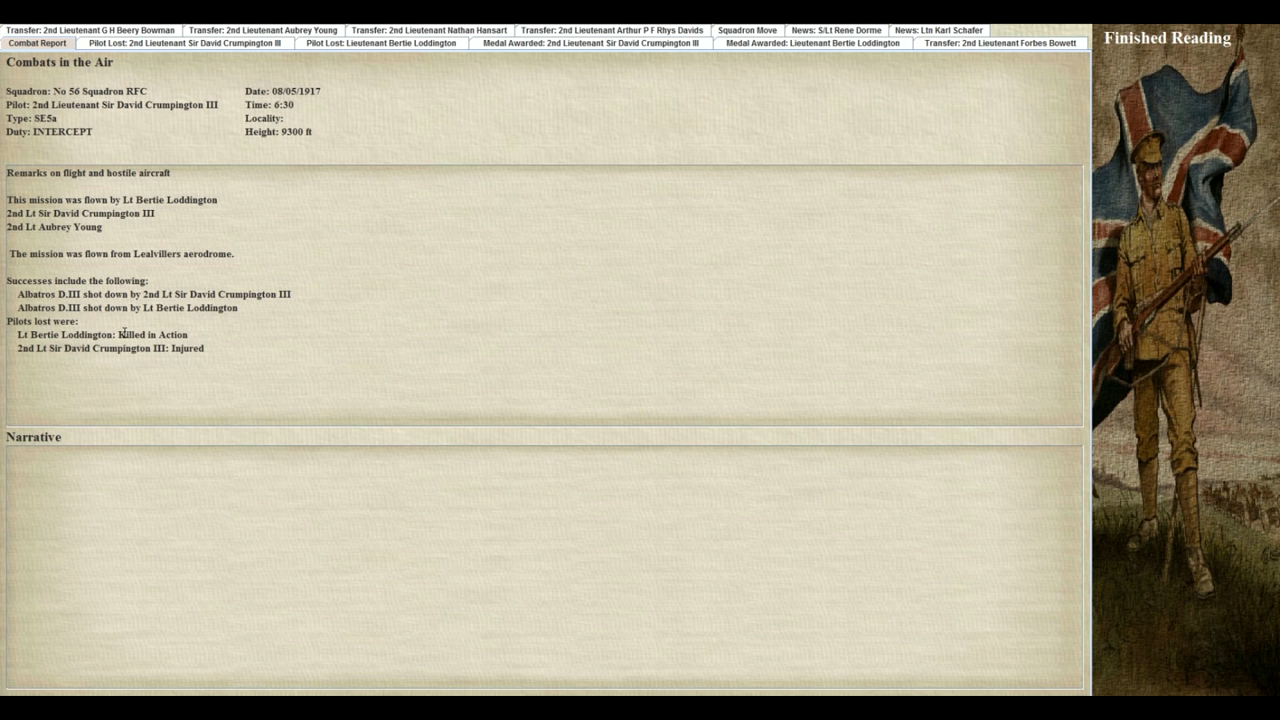 Transfer: 2nd Lieutenant G H Beery Bowman
Transfer: 2nd Lieutenant Aubrey Young
Transfer: 2nd Lieutenant Nathan Hansart
Transfer: 2nd Lieutenant Arthur P F Rhys Davids
Squadron Move
News: S/Lt Rene Dorme
News: Ltn Karl Schafer
Combat Report
Pilot Lost: 2nd Lieutenant Sir David Crumpington III
Pilot Lost: Lieutenant Bertie Loddington
Medal Awarded: 2nd Lieutenant Sir David Crumpington III
Medal Awarded: Lieutenant Bertie Loddington
Transfer: 2nd Lieutenant Forbes Bowett
Finished Reading
Combats in the Air
Squadron: No 56 Squadron RFC
Date: 08/05/1917
Pilot: 2nd Lieutenant Sir David Crumpington III
Time: 6:30
Type: SE5a
Locality:
Duty: INTERCEPT
Height: 9300 ft
Remarks on flight and hostile aircraft
This mission was flown by Lt Bertie Loddington
2nd Lt Sir David Crumpington III
2nd Lt Aubrey Young
The mission was flown from Lealvillers aerodrome.
Successes include the following:
Albatros D.III shot down by 2nd Lt Sir David Crumpington III
Albatros D.III shot down by Lt Bertie Loddington
Pilots lost were:
Lt Bertie Loddington: Killed in Action
2nd Lt Sir David Crumpington III: Injured
Narrative